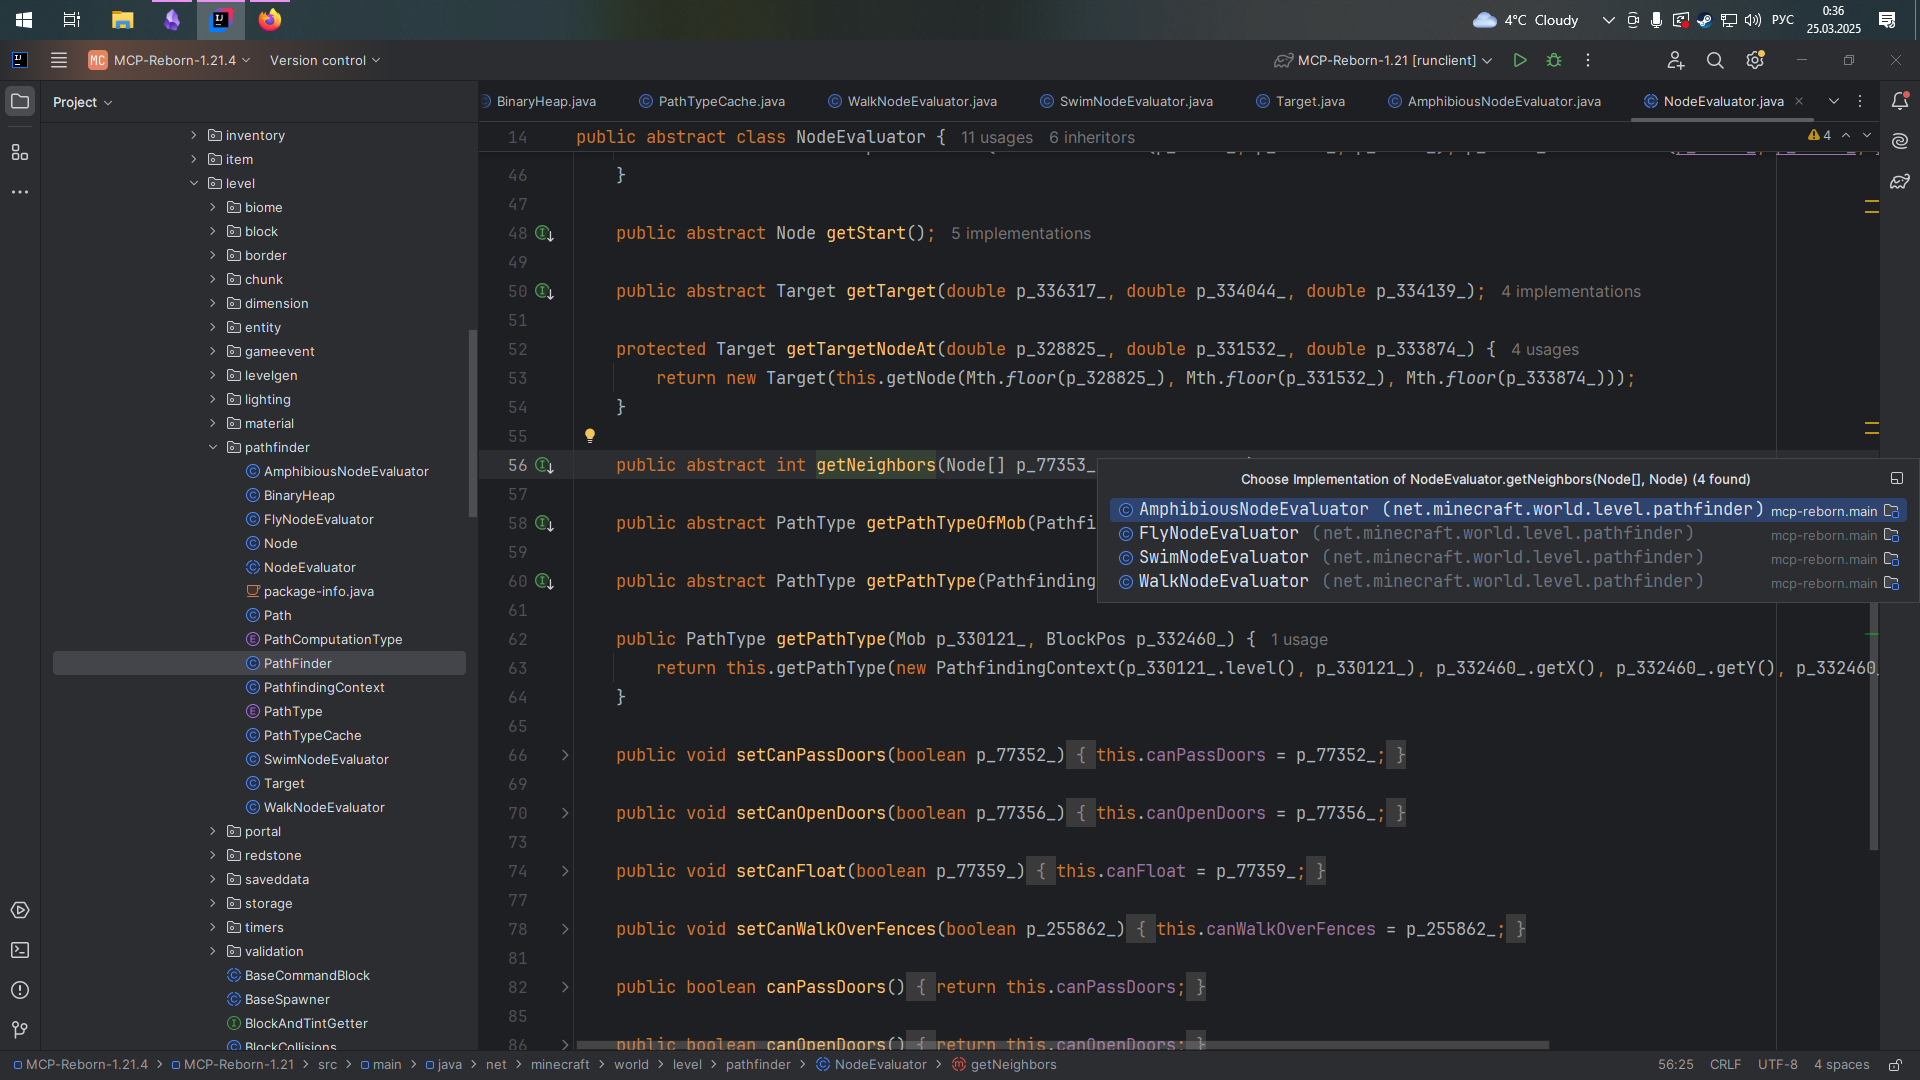 4°C Cloudy
РУС
0:36
25.03.2025
MC MCP-Reborn-1.21.4
Version control
MCP-Reborn-1.21 [runclient]
Project
inventory
item
level
biome
block
border
chunk
dimension
entity
gameevent
levelgen
lighting
material
pathfinder
AmphibiousNodeEvaluator
BinaryHeap
FlyNodeEvaluator
Node
NodeEvaluator
package-info.java
Path
PathComputationType
PathFinder
PathfindingContext
PathType
PathTypeCache
SwimNodeEvaluator
Target
WalkNodeEvaluator
portal
redstone
saveddata
storage
timers
validation
BaseCommandBlock
BaseSpawner
BlockAndTintGetter
BlockCollisions
BinaryHeap.java
PathTypeCache.java
WalkNodeEvaluator.java
SwimNodeEvaluator.java
Target.java
AmphibiousNodeEvaluator.java
NodeEvaluator.java
14 public abstract class NodeEvaluator { 11 usages 6 inheritors
4
46 }
47
48 public abstract Node getStart(); 5 implementations
49
50 public abstract Target getTarget(double p_336317_, double p_334044_, double p_334139_); 4 implementations
51
52 protected Target getTargetNodeAt(double p_328825_, double p_331532_, double p_333874_) { 4 usages
53 return new Target(this.getNode(Mth.floor(p_328825_), Mth.floor(p_331532_), Mth.floor(p_333874_)));
54 }
55
56 public abstract int getNeighbors(Node[] p_77353_
57
58 public abstract PathType getPathTypeOfMob(Pathfi
59
60 public abstract PathType getPathType(Pathfinding
61
62 public PathType getPathType(Mob p_330121_, BlockPos p_332460_) { 1 usage
63 return this.getPathType(new PathfindingContext(p_330121_.level(), p_330121_), p_332460_.getX(), p_332460_.getY(), p_332460_
64 }
65
66 public void setCanPassDoors(boolean p_77352_) { this.canPassDoors = p_77352_; }
69
70 public void setCanOpenDoors(boolean p_77356_) { this.canOpenDoors = p_77356_; }
73
74 public void setCanFloat(boolean p_77359_) { this.canFloat = p_77359_; }
77
78 public void setCanWalkOverFences(boolean p_255862_) { this.canWalkOverFences = p_255862_; }
81
82 public boolean canPassDoors() { return this.canPassDoors; }
85
86 public boolean canOpenDoors() { return this.canOpenDoors; }
Choose Implementation of NodeEvaluator.getNeighbors(Node[], Node) (4 found)
AmphibiousNodeEvaluator (net.minecraft.world.level.pathfinder) mcp-reborn.main
FlyNodeEvaluator (net.minecraft.world.level.pathfinder) mcp-reborn.main
SwimNodeEvaluator (net.minecraft.world.level.pathfinder) mcp-reborn.main
WalkNodeEvaluator (net.minecraft.world.level.pathfinder) mcp-reborn.main
MCP-Reborn-1.21.4 > MCP-Reborn-1.21 > src > main > java > net > minecraft > world > level > pathfinder > NodeEvaluator > getNeighbors
56:25 CRLF UTF-8 4 spaces